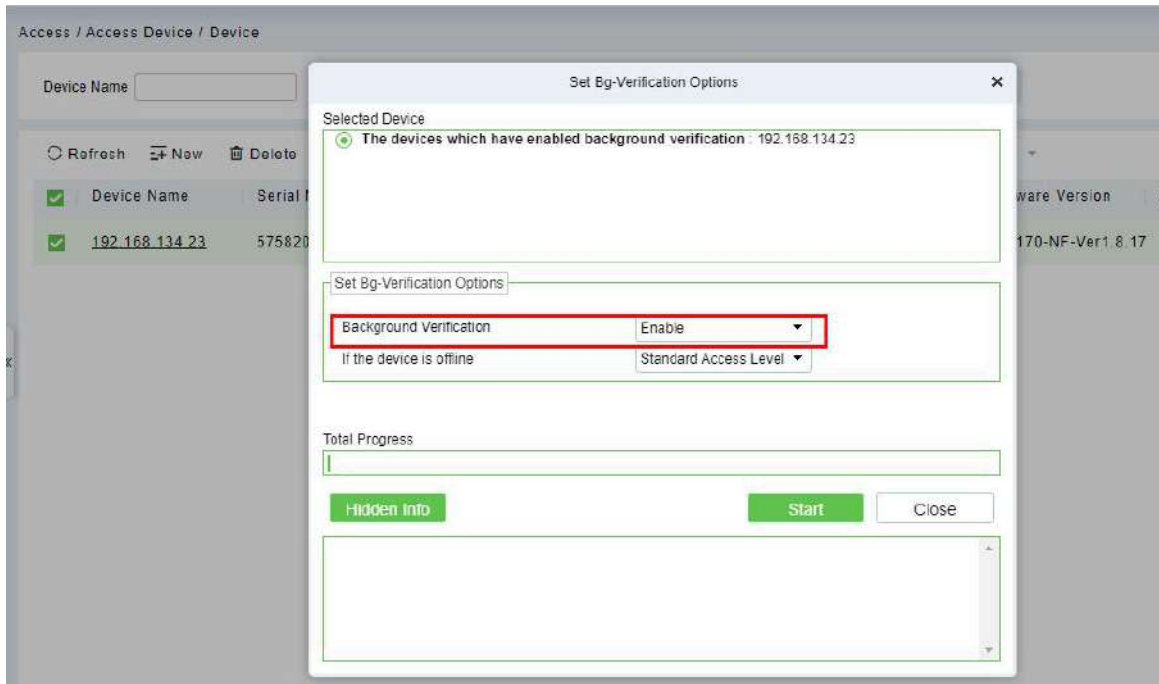 Access / Access Device / Device
Device Name
Set Bg-Verification Options
Selected Device
The devices which have enabled background verification : 192.168.134.23
Refresh New Delete
Device Name Serial ware Version
192.168.134.23 575820 170-NF-Ver1.8.17
Set Bg-Verification Options
Background Verification Enable
If the device is offline Standard Access Level
Total Progress
Hidden Info Start Close